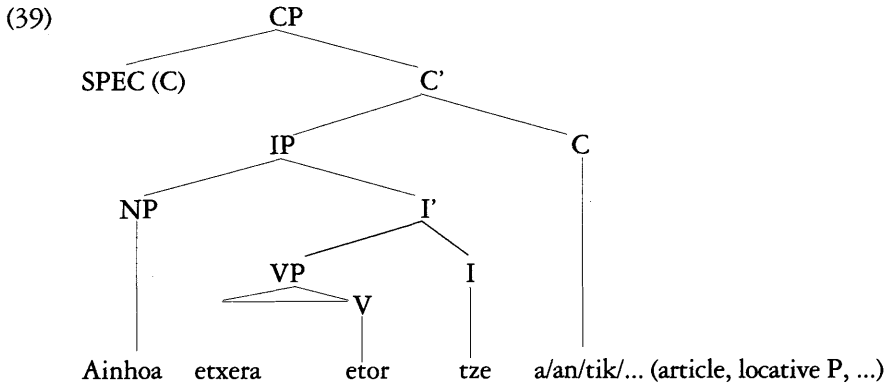 (39) CP
SPEC (C) C'
IP C
NP I'
VP I
V
Ainhoa etxera etor tze a/an/tik/... (article, locative P, ...)